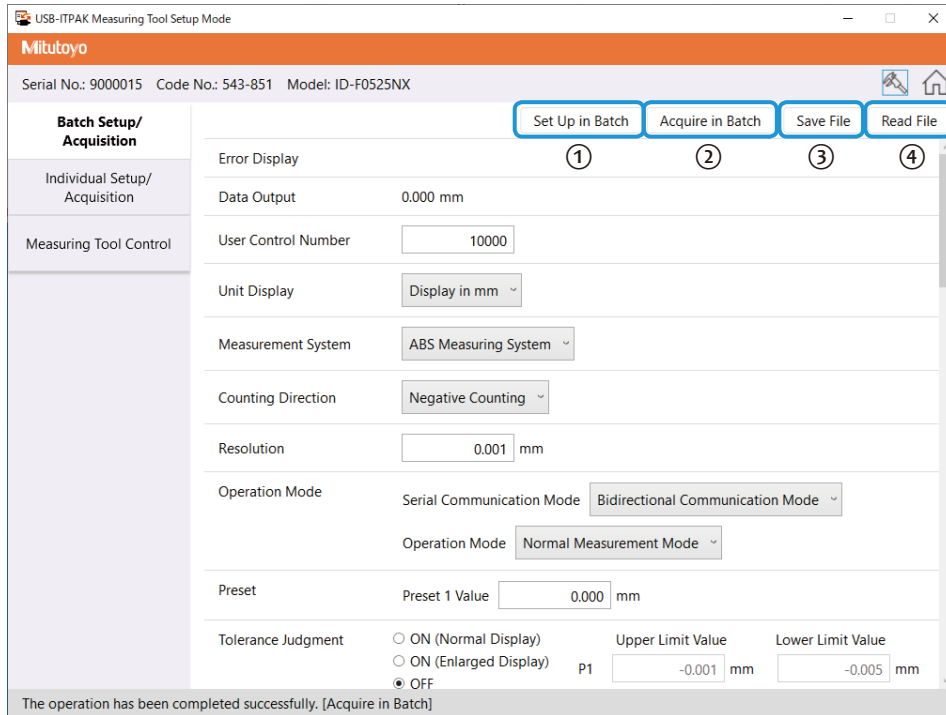 USB-ITPAK Measuring Tool Setup Mode
Mitutoyo
Serial No.: 9000015 Code No.: 543-851 Model: ID-F0525NX
Batch Setup/
Acquisition
Individual Setup/
Acquisition
Measuring Tool Control
Set Up in Batch Acquire in Batch Save File Read File
① ② ③ ④
Error Display
Data Output 0.000 mm
User Control Number 10000
Unit Display Display in mm
Measurement System ABS Measuring System
Counting Direction Negative Counting
Resolution 0.001 mm
Operation Mode Serial Communication Mode Bidirectional Communication Mode
Operation Mode Normal Measurement Mode
Preset Preset 1 Value 0.000 mm
Tolerance Judgment ON (Normal Display) Upper Limit Value Lower Limit Value
ON (Enlarged Display) P1 -0.001 mm -0.005 mm
OFF
The operation has been completed successfully. [Acquire in Batch]